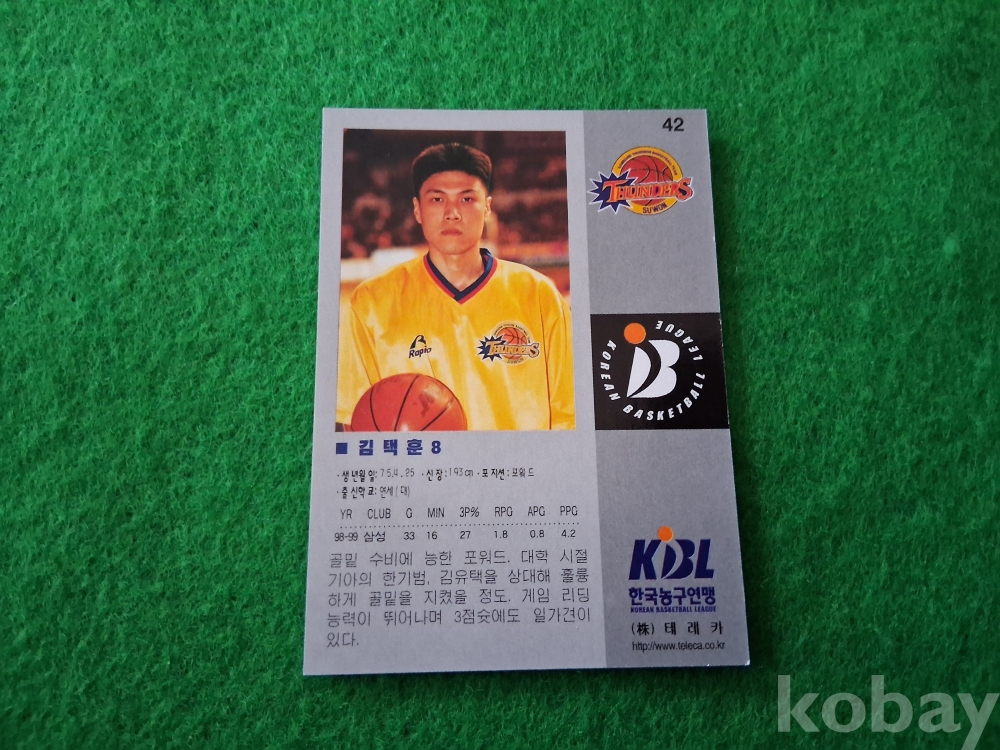 42
SUWON
THUNDERS
KOREAN BASKETBALL LEAGUE
Rapido
THUNDERS
■ 김택훈 8
·생년월일:75.4.25 ·신장:193cm ·포지션:포워드
·출신학교:연세(대)
YR CLUB G MIN 3P% RPG APG PPG
98-99 삼성 33 16 27 1.8 0.8 4.2
골밑 수비에 능한 포워드. 대학 시절
기아의 한기범, 김유택을 상대해 훌륭
하게 골밑을 지켰을 정도. 게임 리딩
능력이 뛰어나며 3점슛에도 일가견이
있다.
KBL
한국농구연맹
KOREAN BASKETBALL LEAGUE
(株) 테레카
http://www.teleca.co.kr
kobay